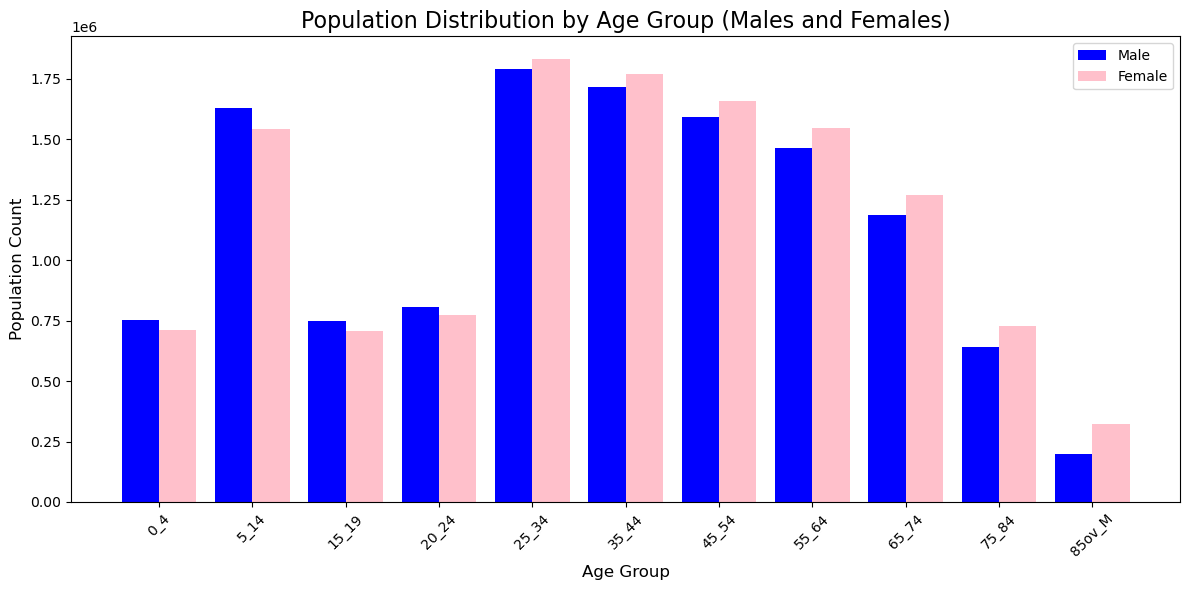 Population Distribution by Age Group (Males and Females)
1e6
Male
Female
1.75
1.50
1.25
1.00
0.75
0.50
0.25
0.00
Population Count
0_4
5_14
15_19
20_24
25_34
35_44
45_54
55_64
65_74
75_84
85ov_M
Age Group